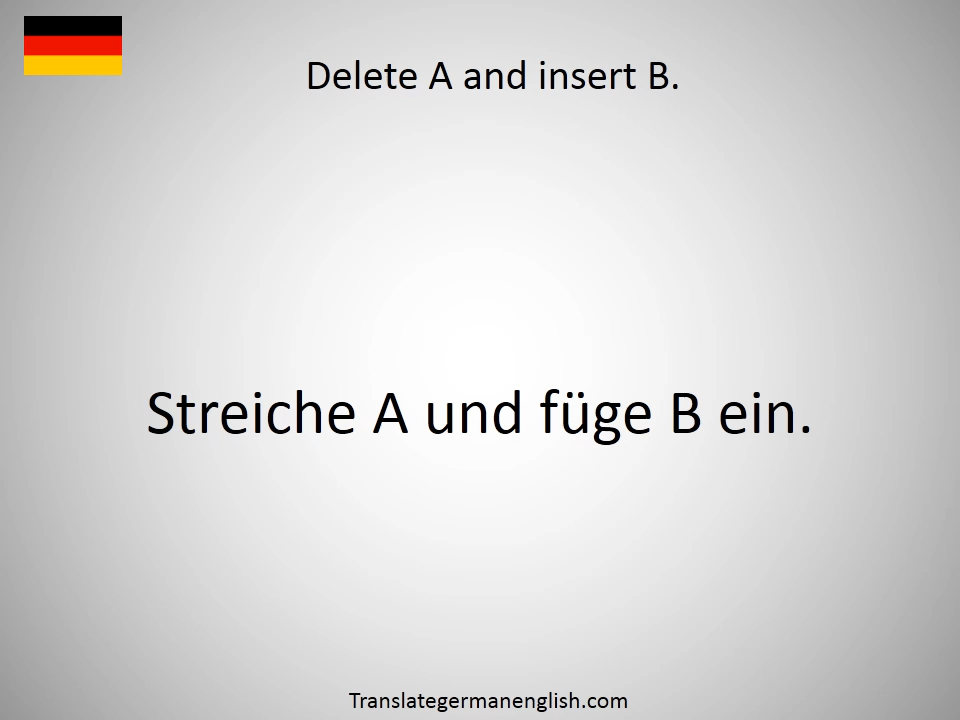 Delete A and insert B.
Streiche A und füge B ein.
Translategermanenglish.com